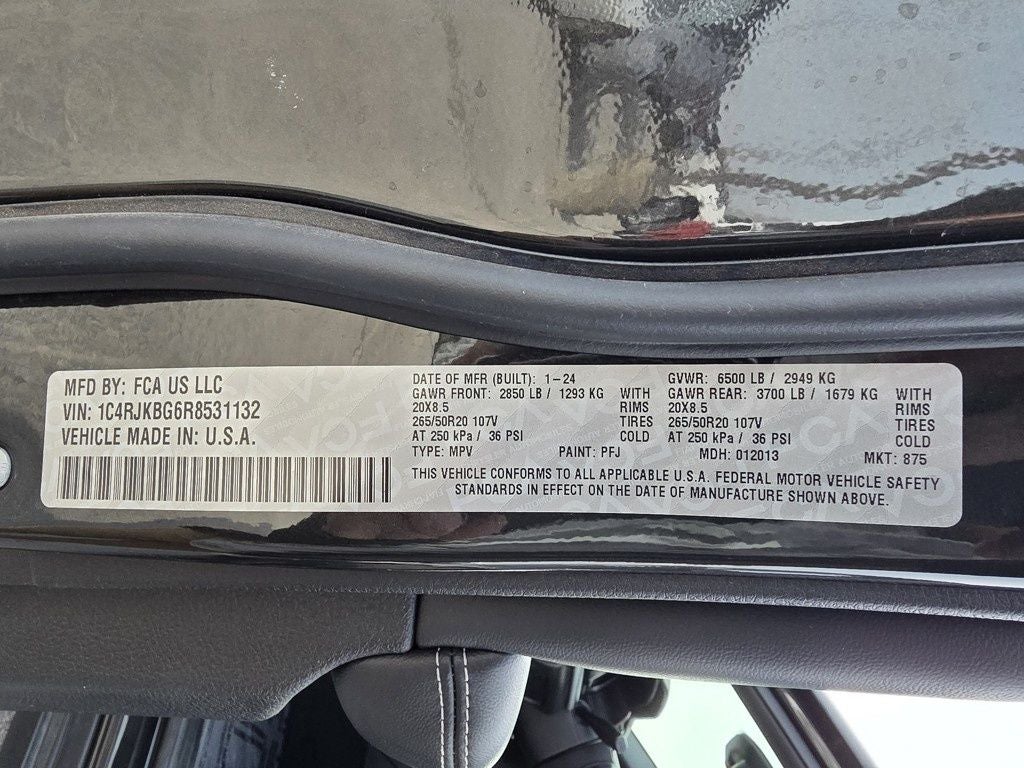 MFD BY: FCA US LLC
VIN: 1C4RJKBG6R8531132
VEHICLE MADE IN: U.S.A.
DATE OF MFR (BUILT): 1-24 GVWR: 6500 LB / 2949 KG
GAWR FRONT: 2850 LB / 1293 KG WITH GAWR REAR: 3700 LB / 1679 KG WITH
20X8.5 RIMS 20X8.5 RIMS
265/50R20 107V TIRES 265/50R20 107V TIRES
AT 250 kPa / 36 PSI COLD AT 250 kPa / 36 PSI COLD
TYPE: MPV PAINT: PFJ MDH: 012013 MKT: 875
THIS VEHICLE CONFORMS TO ALL APPLICABLE U.S.A. FEDERAL MOTOR VEHICLE SAFETY
STANDARDS IN EFFECT ON THE DATE OF MANUFACTURE SHOWN ABOVE.